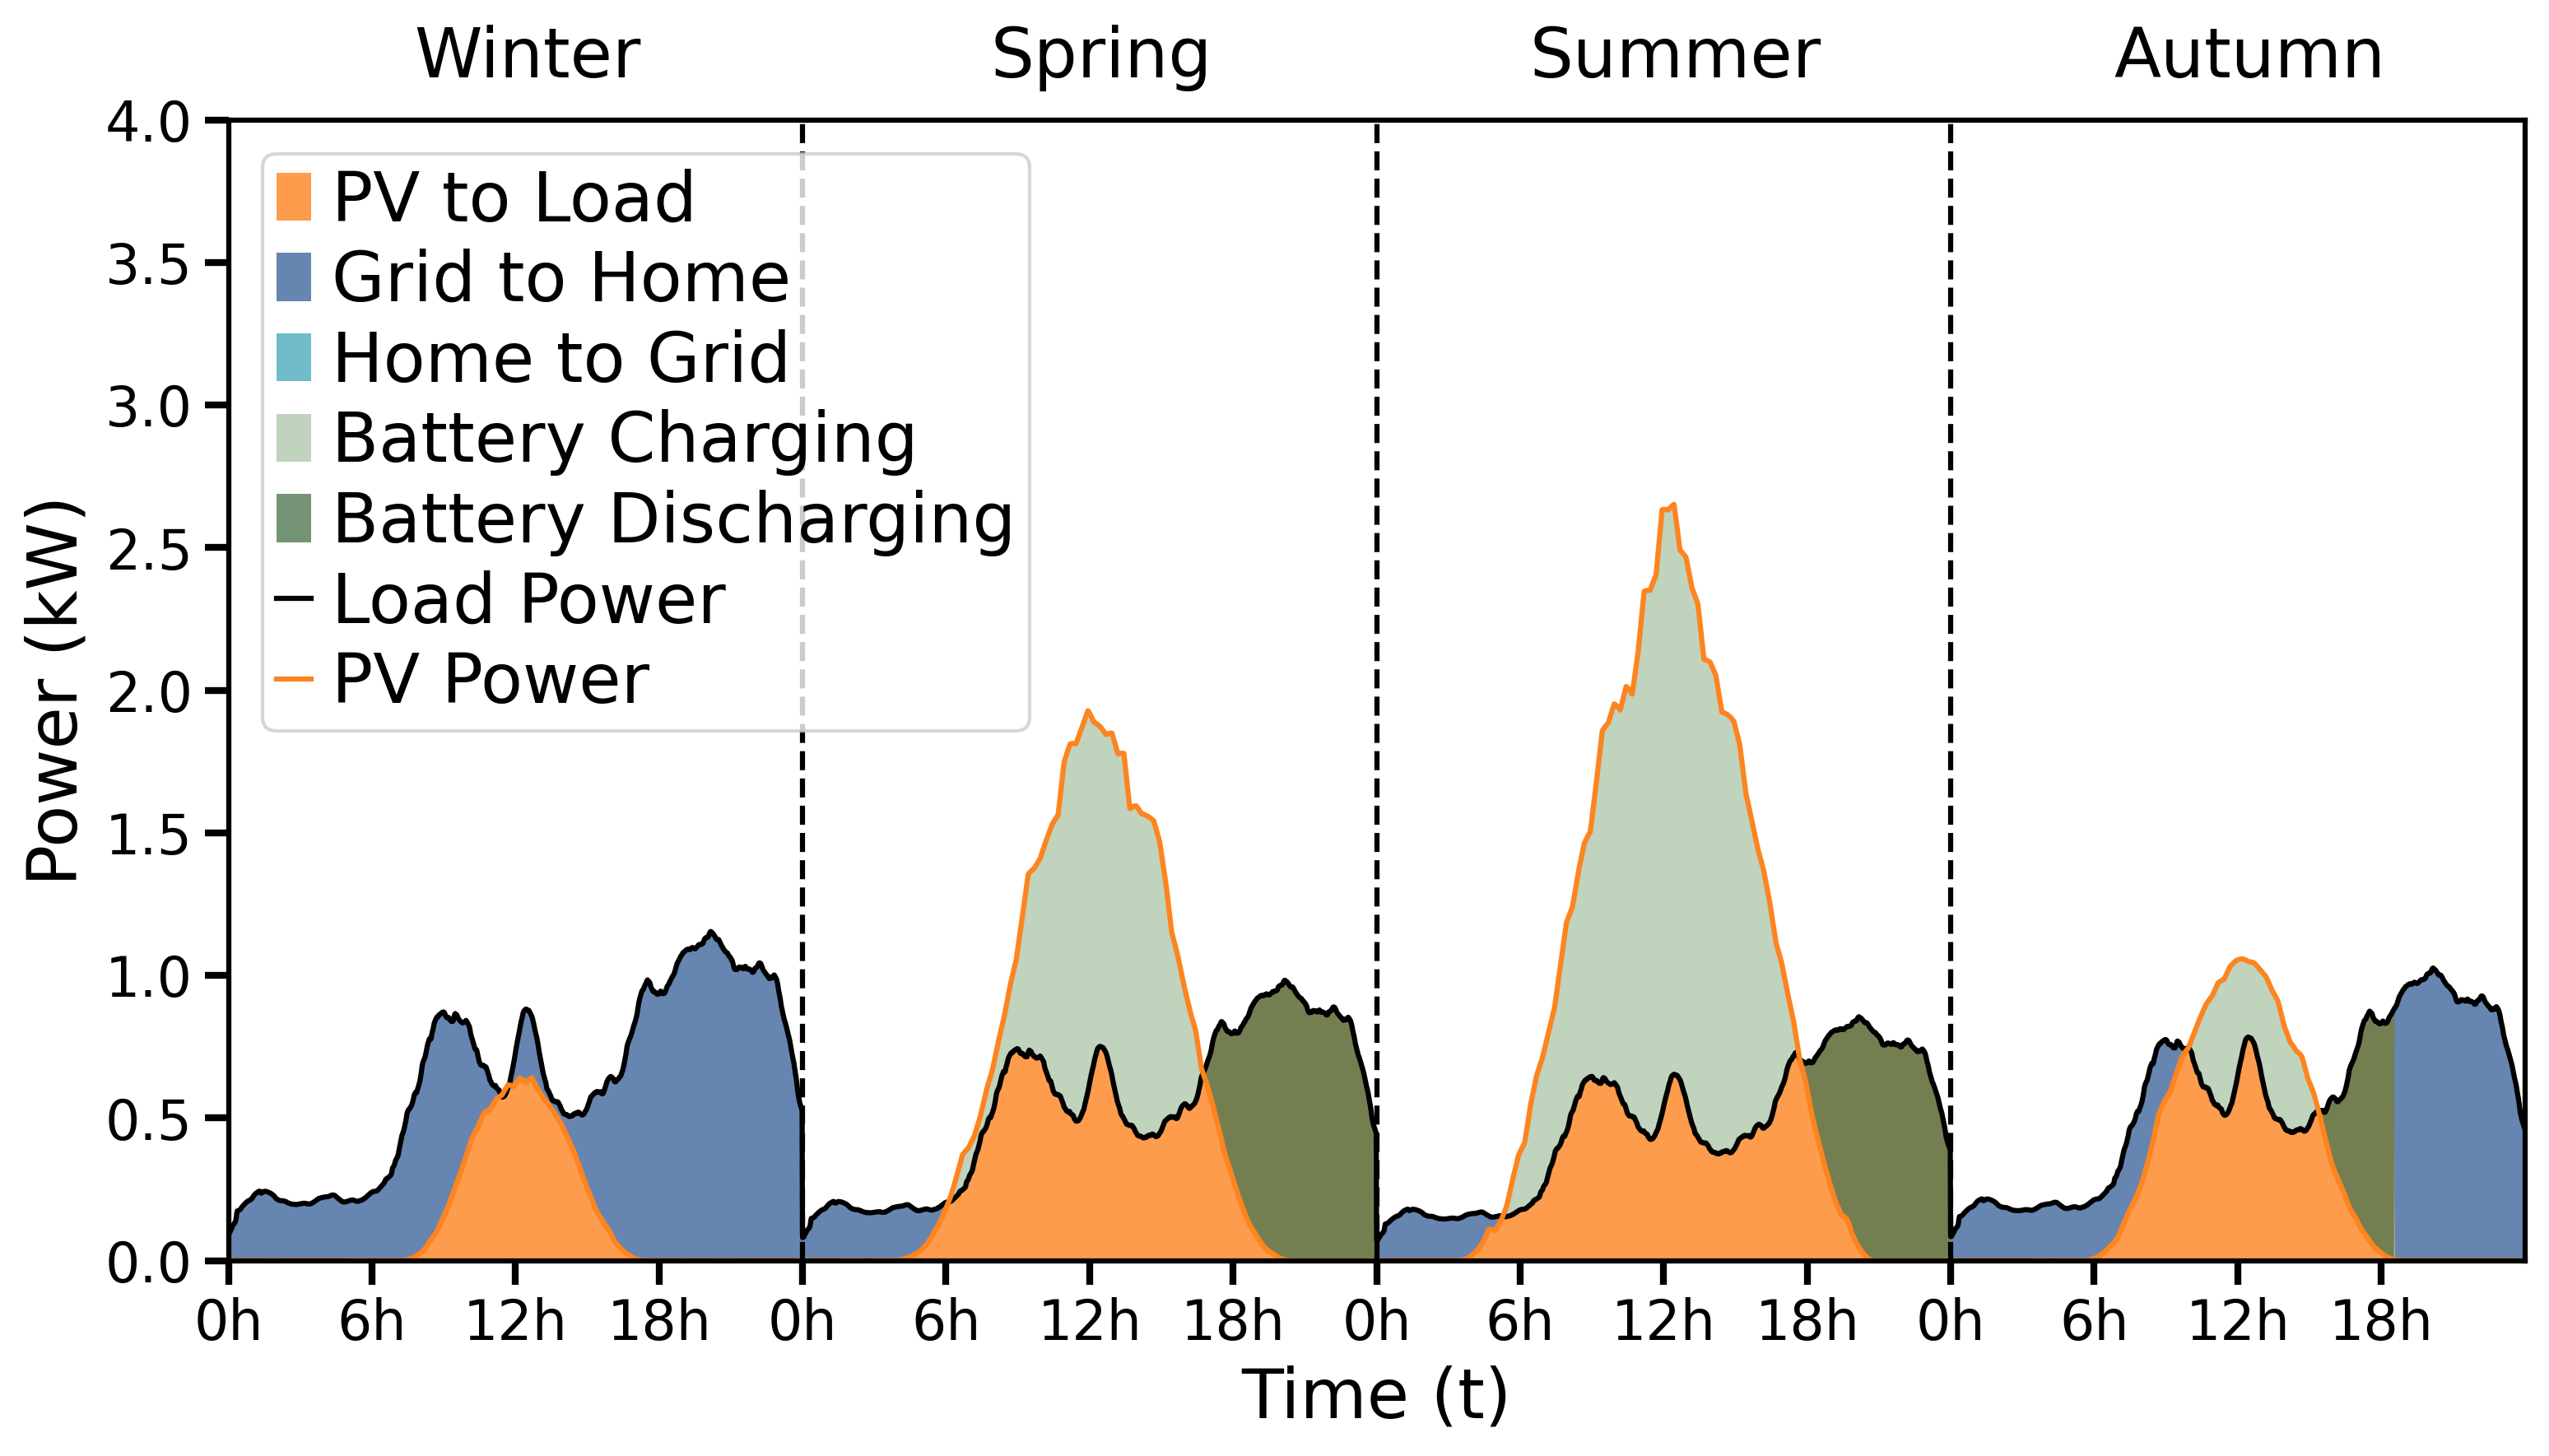 Winter Spring Summer Autumn
4.0
3.5
3.0
2.5
2.0
1.5
1.0
0.5
0.0
Power (kW)
PV to Load
Grid to Home
Home to Grid
Battery Charging
Battery Discharging
Load Power
PV Power
0h 6h 12h 18h 0h 6h 12h 18h 0h 6h 12h 18h 0h 6h 12h 18h
Time (t)